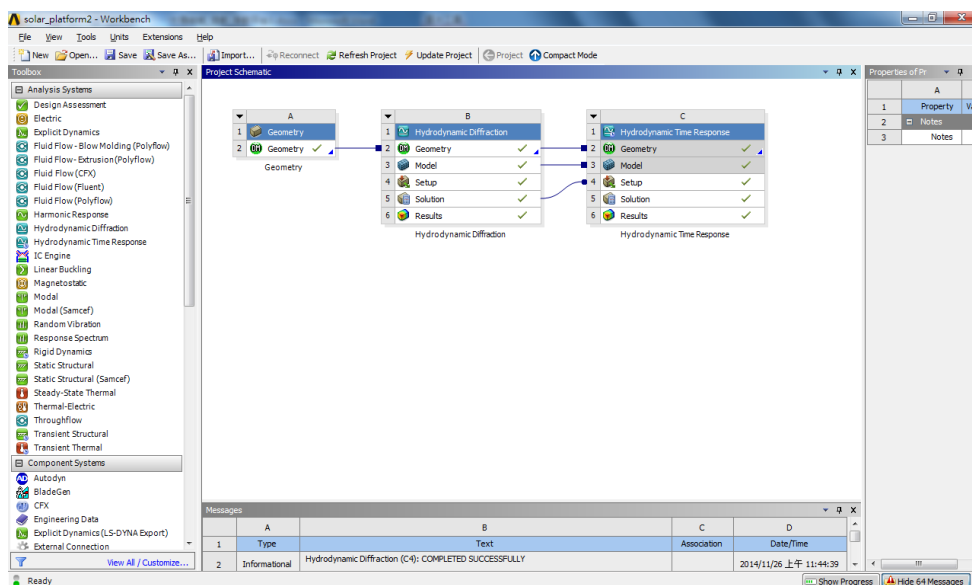 solar_platform2 - Workbench
File View Tools Units Extensions Help
New Open... Save Save As... Import... Reconnect Refresh Project Update Project Project Compact Mode
Toolbox
Analysis Systems
Design Assessment
Electric
Explicit Dynamics
Fluid Flow - Blow Molding (Polyflow)
Fluid Flow - Extrusion (Polyflow)
Fluid Flow (CFX)
Fluid Flow (Fluent)
Fluid Flow (Polyflow)
Harmonic Response
Hydrodynamic Diffraction
Hydrodynamic Time Response
IC Engine
Linear Buckling
Magnetostatic
Modal
Modal (Samcef)
Random Vibration
Response Spectrum
Rigid Dynamics
Static Structural
Static Structural (Samcef)
Steady-State Thermal
Thermal-Electric
Throughflow
Transient Structural
Transient Thermal
Component Systems
Autodyn
BladeGen
CFX
Engineering Data
Explicit Dynamics (LS-DYNA Export)
External Connection
View All / Customize...
Project Schematic
A
1 Geometry
2 Geometry
Geometry
B
1 Hydrodynamic Diffraction
2 Geometry
3 Model
4 Setup
5 Solution
6 Results
Hydrodynamic Diffraction
C
1 Hydrodynamic Time Response
2 Geometry
3 Model
4 Setup
5 Solution
6 Results
Hydrodynamic Time Response
Properties of Pr
A
1 Property
2 Notes
3 Notes
Messages
A B C D
1 Type Text Association Date/Time
2 Informational Hydrodynamic Diffraction (C4): COMPLETED SUCCESSFULLY 2014/11/26 上午 11:44:39
Ready Show Progress Hide 64 Messages